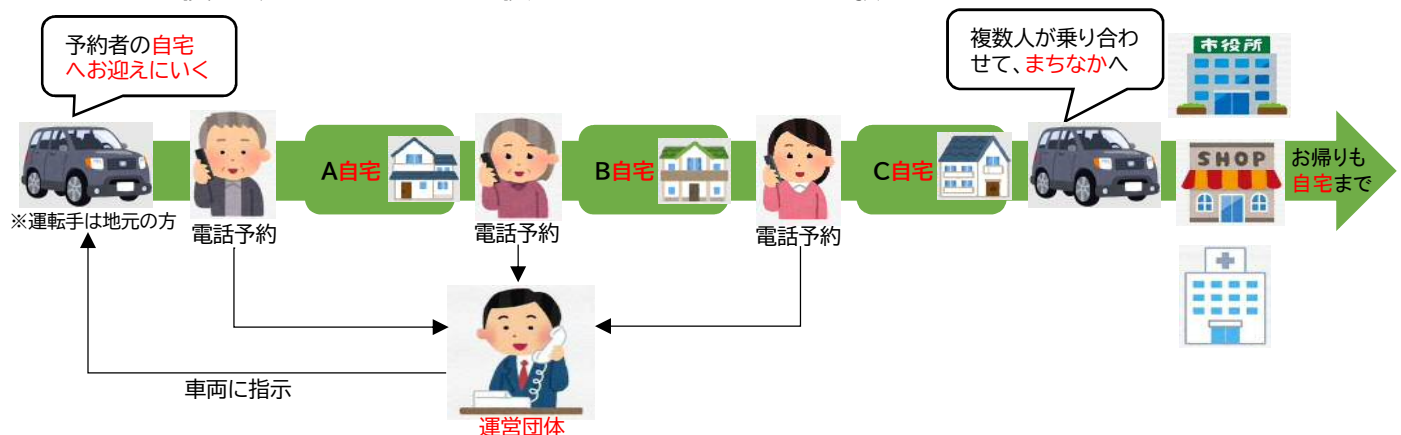 予約者の自宅
へお迎えにいく
複数人が乗り合わ
せて、まちなかへ
市役所
SHOP
A自宅
B自宅
C自宅
お帰りも
自宅まで
※運転手は地元の方
電話予約
電話予約
電話予約
車両に指示
運営団体